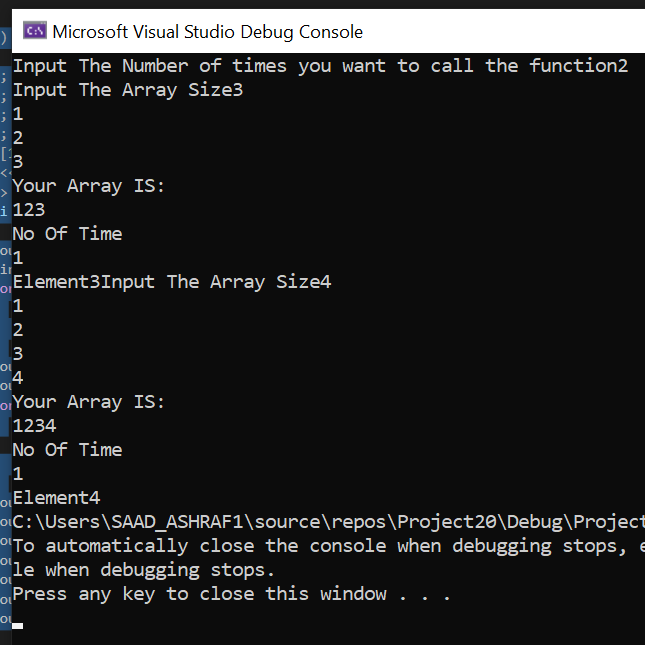 C:\
Microsoft Visual Studio Debug Console
Input The Number of times you want to call the function2
Input The Array Size3
1
2
3
Your Array IS:
123
No Of Time
1
Element3Input The Array Size4
1
2
3
4
Your Array IS:
1234
No Of Time
1
Element4
C:\Users\SAAD_ASHRAF1\source\repos\Project20\Debug\Project
To automatically close the console when debugging stops, e
le when debugging stops.
Press any key to close this window . . .